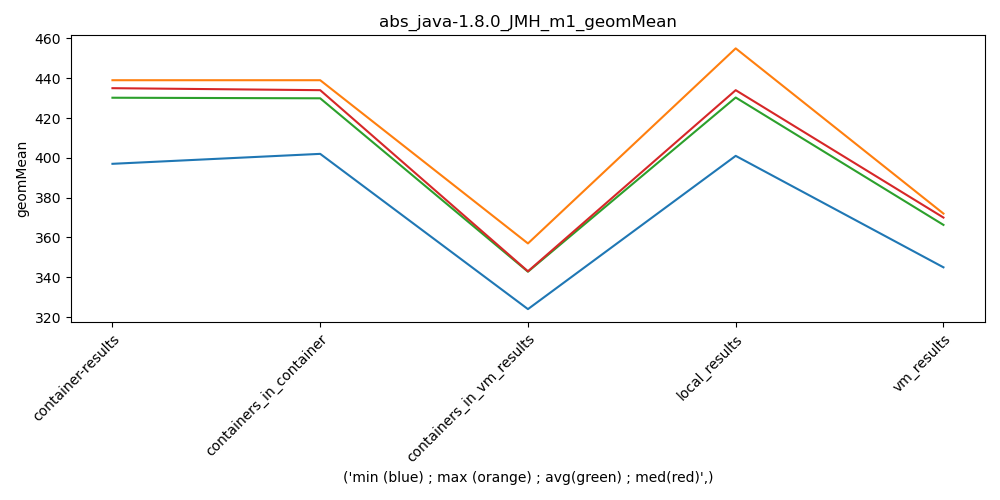 abs_java-1.8.0_JMH_m1_geomMean
460
440
420
400
380
360
340
320
geomMean
container-results
containers_in_container
containers_in_vm_results
local_results
vm_results
('min (blue) ; max (orange) ; avg(green) ; med(red)',)